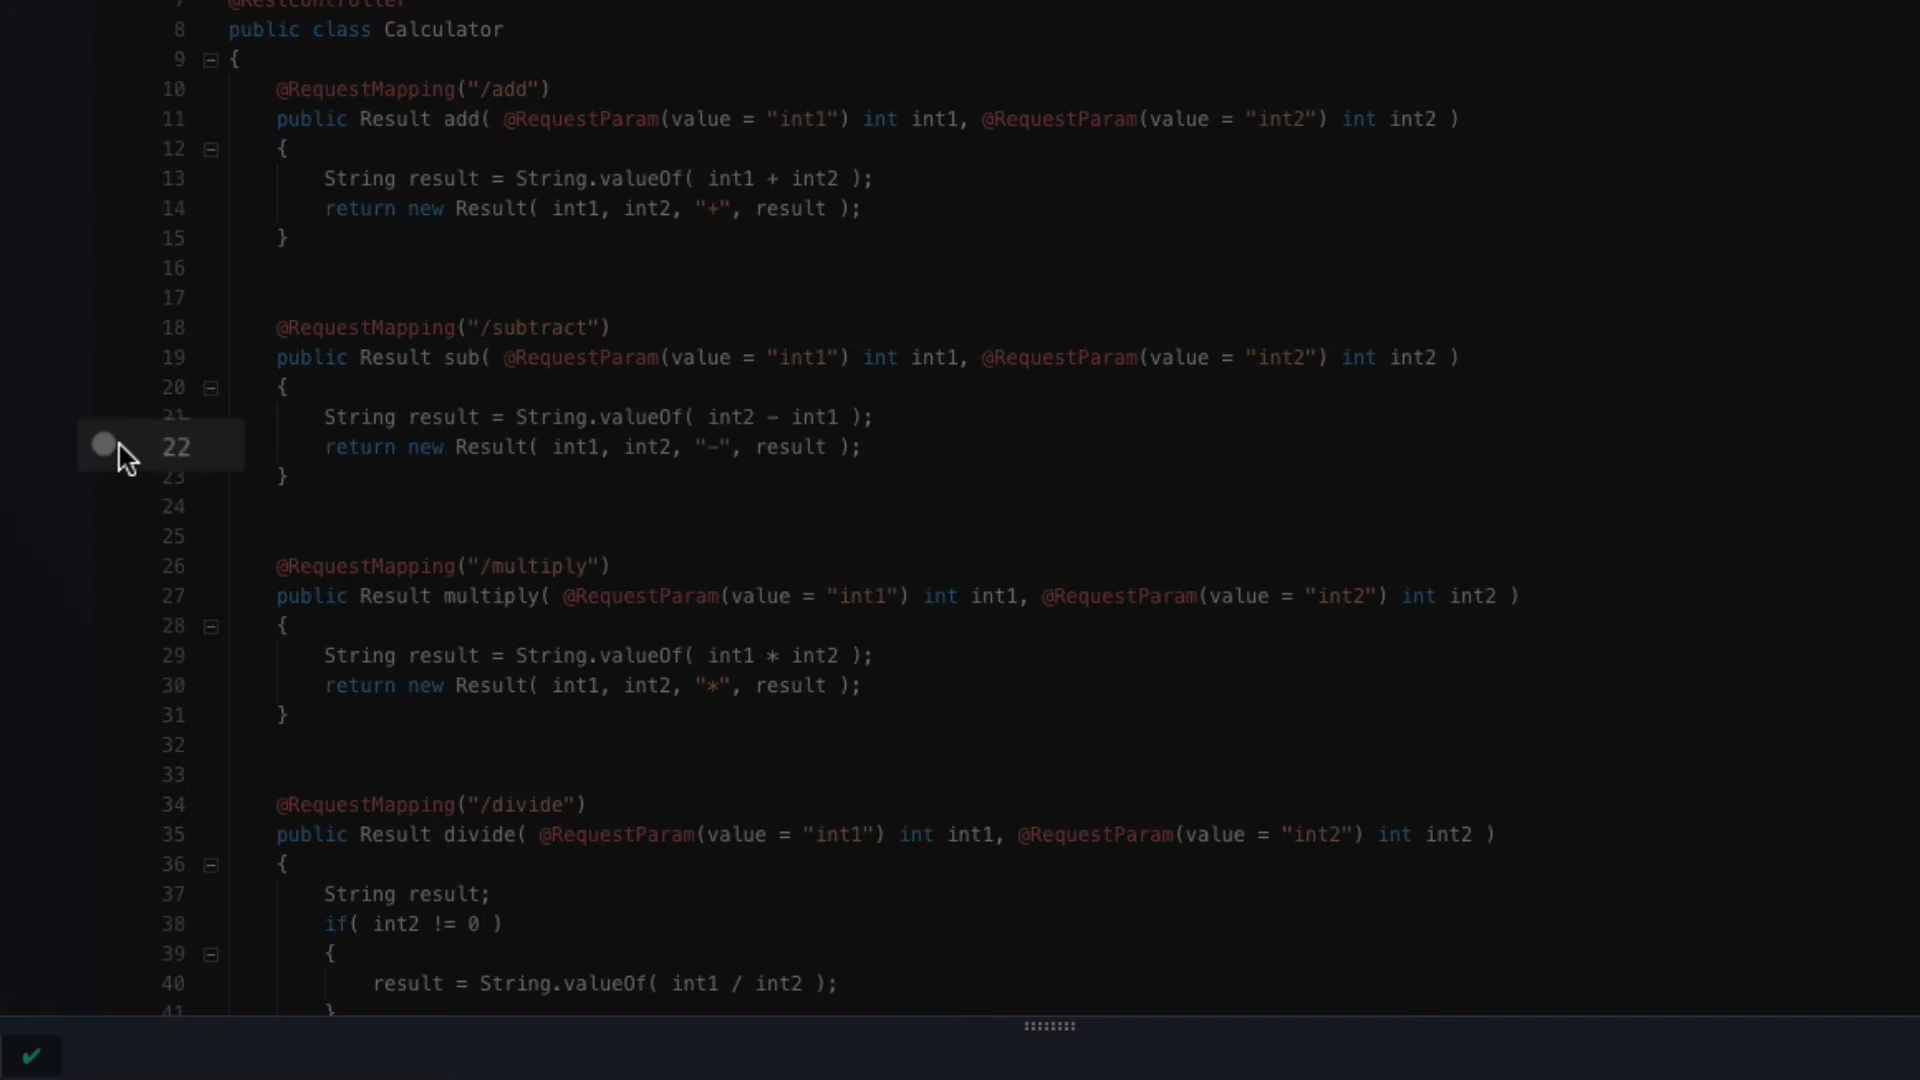 7 @RestController
8 public class Calculator
9 {
10 @RequestMapping("/add")
11 public Result add( @RequestParam(value = "int1") int int1, @RequestParam(value = "int2") int int2 )
12 {
13 String result = String.valueOf( int1 + int2 );
14 return new Result( int1, int2, "+", result );
15 }
16
17
18 @RequestMapping("/subtract")
19 public Result sub( @RequestParam(value = "int1") int int1, @RequestParam(value = "int2") int int2 )
20 {
21 String result = String.valueOf( int2 - int1 );
22 return new Result( int1, int2, "-", result );
23 }
24
25
26 @RequestMapping("/multiply")
27 public Result multiply( @RequestParam(value = "int1") int int1, @RequestParam(value = "int2") int int2 )
28 {
29 String result = String.valueOf( int1 * int2 );
30 return new Result( int1, int2, "*", result );
31 }
32
33
34 @RequestMapping("/divide")
35 public Result divide( @RequestParam(value = "int1") int int1, @RequestParam(value = "int2") int int2 )
36 {
37 String result;
38 if( int2 != 0 )
39 {
40 result = String.valueOf( int1 / int2 );
41 }